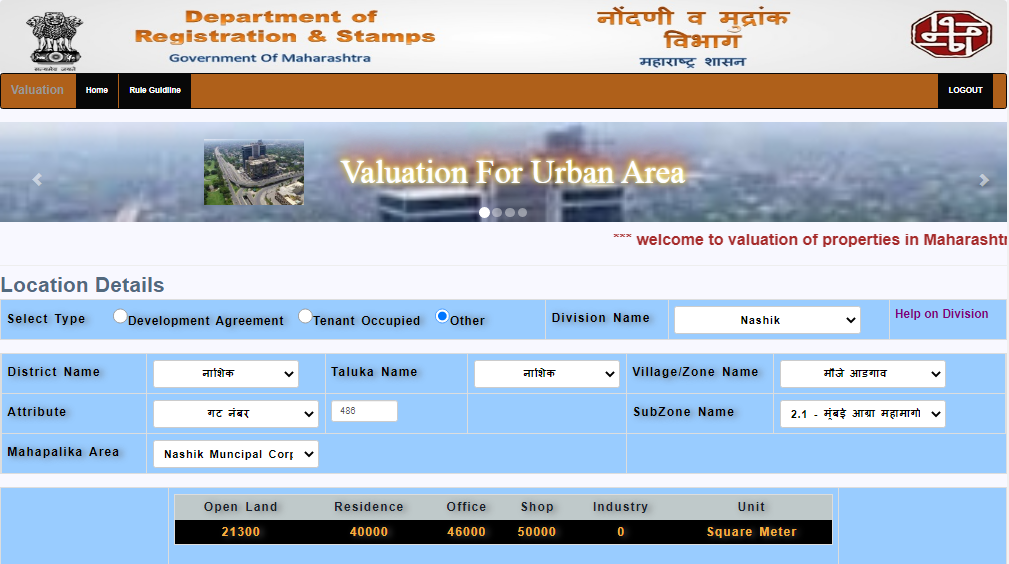 Department of
Registration & Stamps
Government Of Maharashtra
नोंदणी व मुद्रांक
विभाग
महाराष्ट्र शासन
सत्यमेव जयते
Valuation Home Rule Guidline LOGOUT
Valuation For Urban Area
*** welcome to valuation of properties in Maharashtr
Location Details
Select Type Development Agreement Tenant Occupied Other Division Name Nashik Help on Division
District Name नाशिक Taluka Name नाशिक Village/Zone Name मौजे आडगाव
Attribute गट नंबर 486 SubZone Name 2.1 - मुंबई आग्रा महामार्गा
Mahapalika Area Nashik Muncipal Corp
Open Land Residence Office Shop Industry Unit
21300 40000 46000 50000 0 Square Meter